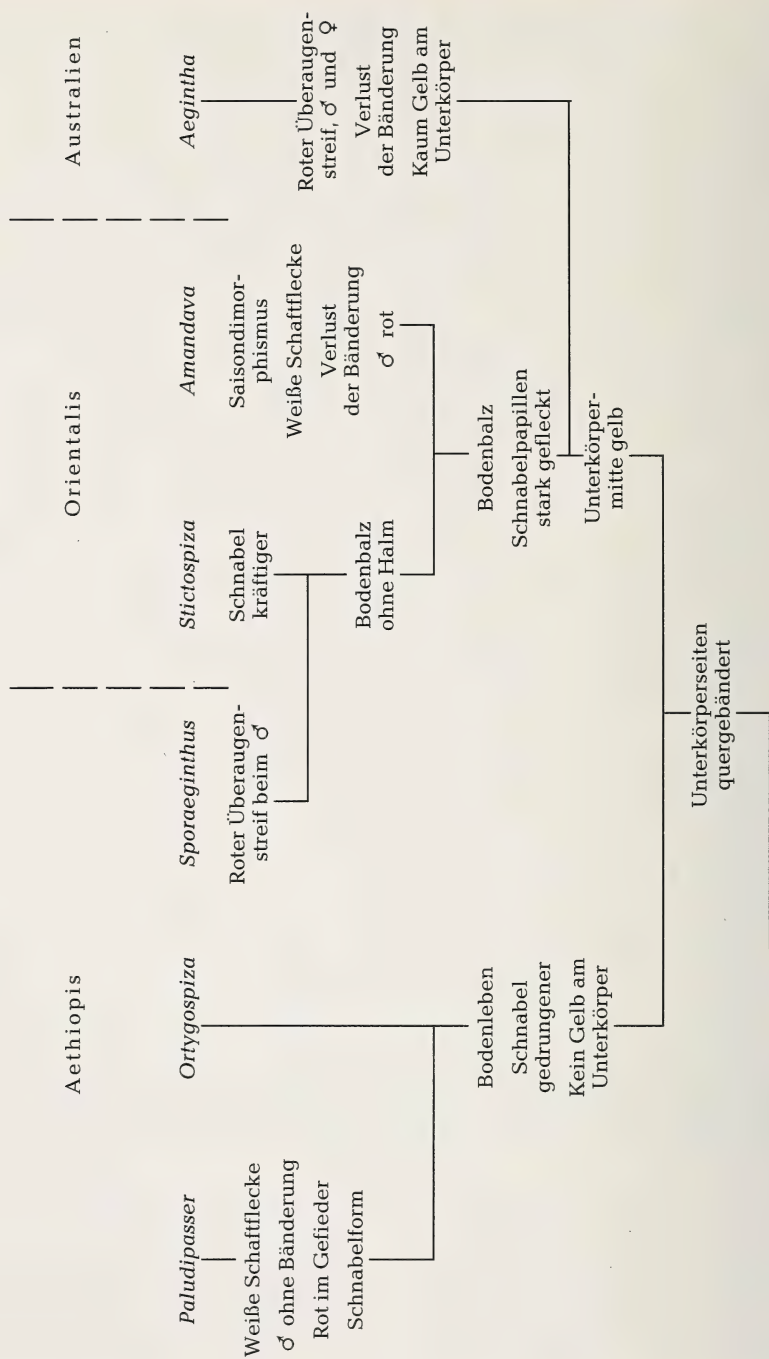 Aethiopis
Orientalis
Australien
Paludipasser
Ortygospiza
Sporaeginthus
Stictospiza
Amandava
Aegintha
Weiße Schaftflecke
♂ ohne Bänderung
Rot im Gefieder
Schnabelform
Roter Überaugen-
streif beim ♂
Schnabel
kräftiger
Saisondimor-
phismus
Weiße Schaftflecke
Verlust
der Bänderung
♂ rot
Roter Überaugen-
streif, ♂ und ♀
Verlust
der Bänderung
Kaum Gelb am
Unterkörper
Bodenbalz
ohne Halm
Bodenleben
Schnabel
gedrungener
Kein Gelb am
Unterkörper
Bodenbalz
Schnabelpapillen
stark gefleckt
Unterkörper-
mitte gelb
Unterkörperseiten
quergebändert